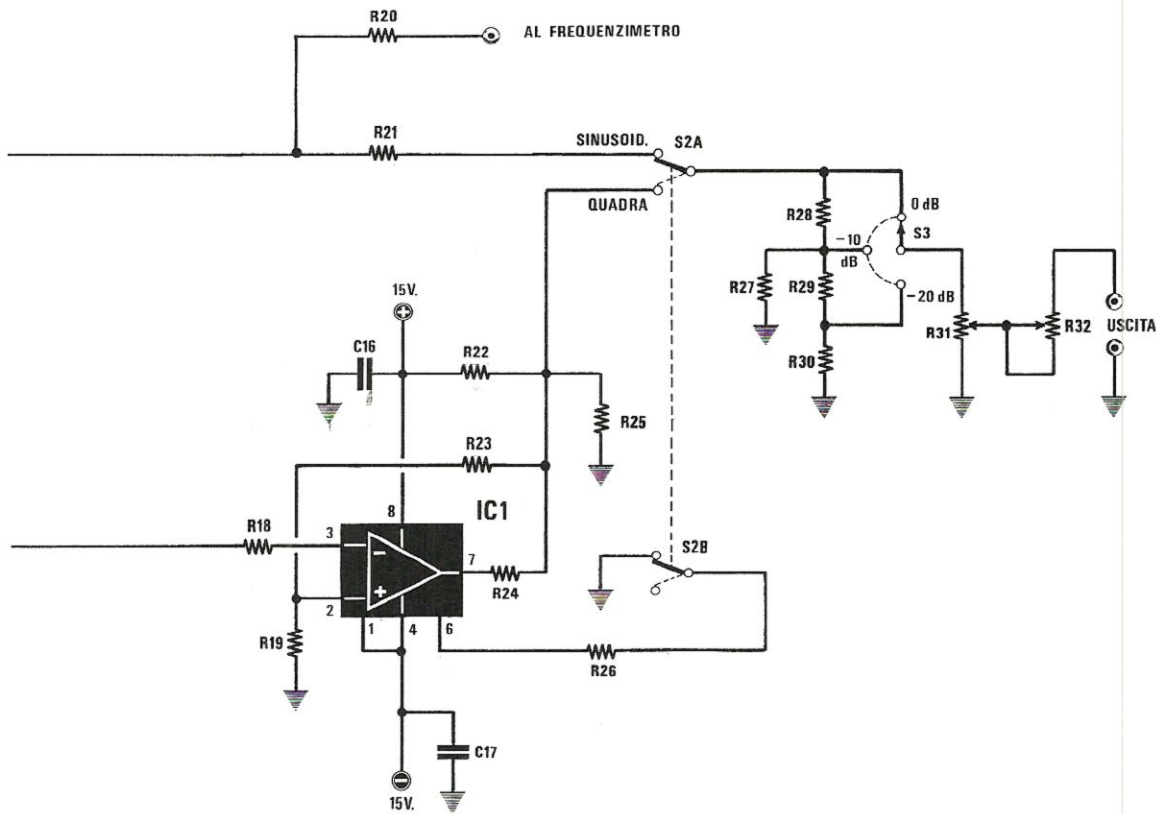 R20
AL FREQUENZIMETRO
R21
SINUSOID.
S2A
QUADRA
R28
0 dB
S3
-10
dB
R27
R29
-20 dB
R31
R32
USCITA
R30
15V.
C16
R22
R25
R23
IC1
R18
3
8
-
7
R24
S2B
+
2
1
4
6
R19
R26
C17
15V.